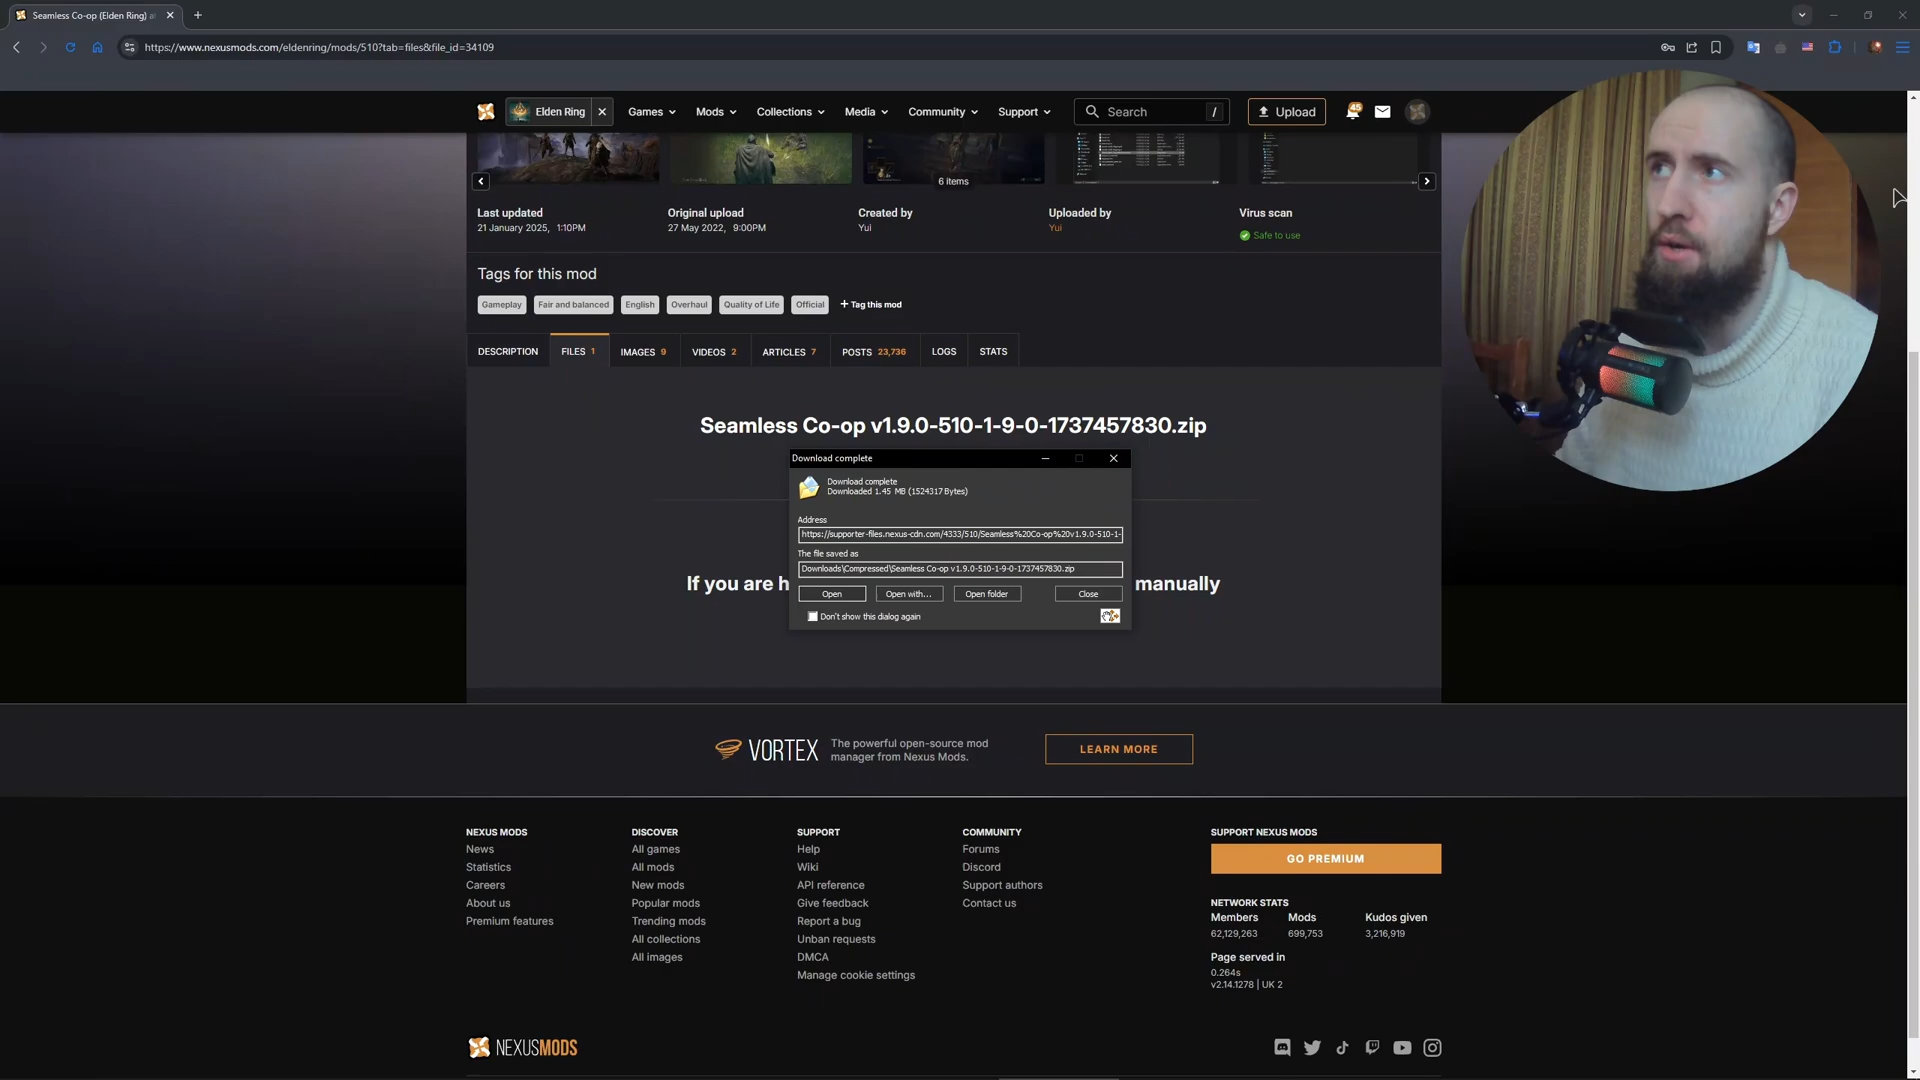 Seamless Co-op (Elden Ring) a
https://www.nexusmods.com/eldenring/mods/510?tab=files&file_id=34109
Elden Ring
Games
Mods
Collections
Media
Community
Support
Search
/
Upload
45
6 items
Last updated
21 January 2025, 1:10PM
Original upload
27 May 2022, 9:00PM
Created by
Yui
Uploaded by
Yui
Virus scan
Safe to use
Tags for this mod
Gameplay
Fair and balanced
English
Overhaul
Quality of Life
Official
+ Tag this mod
DESCRIPTION
FILES 1
IMAGES 9
VIDEOS 2
ARTICLES 7
POSTS 23,736
LOGS
STATS
Seamless Co-op v1.9.0-510-1-9-0-1737457830.zip
Download complete
Download complete
Downloaded 1.45 MB (1524317 Bytes)
Address
https://supporter-files.nexus-cdn.com/4333/510/Seamless%20Co-op%20v1.9.0-510-1-
The file saved as
Downloads\Compressed\Seamless Co-op v1.9.0-510-1-9-0-1737457830.zip
If you are h
manually
Open
Open with...
Open folder
Close
Don't show this dialog again
VORTEX
The powerful open-source mod
manager from Nexus Mods.
LEARN MORE
NEXUS MODS
News
Statistics
Careers
About us
Premium features
DISCOVER
All games
All mods
New mods
Popular mods
Trending mods
All collections
All images
SUPPORT
Help
Wiki
API reference
Give feedback
Report a bug
Unban requests
DMCA
Manage cookie settings
COMMUNITY
Forums
Discord
Support authors
Contact us
SUPPORT NEXUS MODS
GO PREMIUM
NETWORK STATS
Members
62,129,263
Mods
699,753
Kudos given
3,216,919
Page served in
0.264s
v2.14.1278 | UK 2
NEXUSMODS